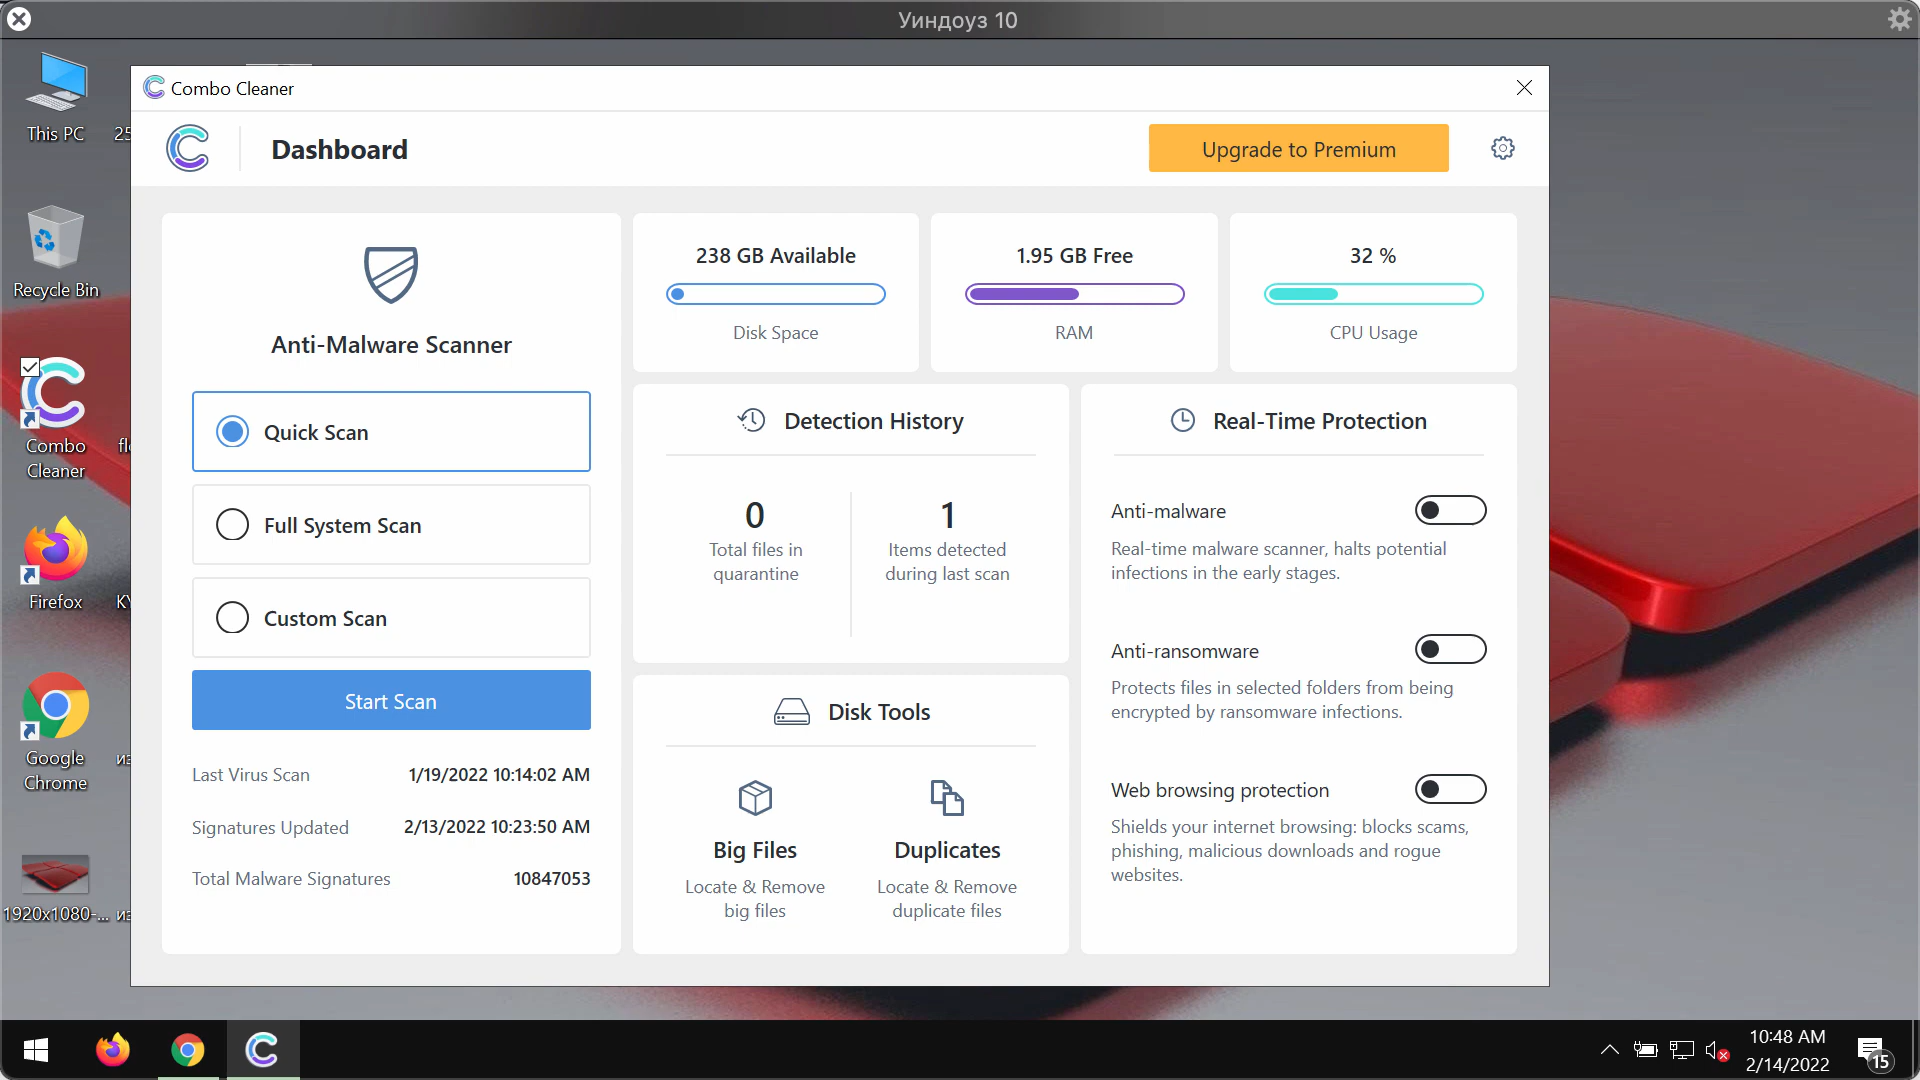 Уиндоуз 10
This PC
25
Recycle Bin
Combo
Cleaner
Firefox
KY
Google
Chrome
из
1920x1080-...
из
Combo Cleaner
Dashboard
Upgrade to Premium
Anti-Malware Scanner
Quick Scan
Full System Scan
Custom Scan
Start Scan
Last Virus Scan 1/19/2022 10:14:02 AM
Signatures Updated 2/13/2022 10:23:50 AM
Total Malware Signatures 10847053
238 GB Available
Disk Space
1.95 GB Free
RAM
32 %
CPU Usage
Detection History
0
Total files in
quarantine
1
Items detected
during last scan
Disk Tools
Big Files
Locate & Remove
big files
Duplicates
Locate & Remove
duplicate files
Real-Time Protection
Anti-malware
Real-time malware scanner, halts potential
infections in the early stages.
Anti-ransomware
Protects files in selected folders from being
encrypted by ransomware infections.
Web browsing protection
Shields your internet browsing: blocks scams,
phishing, malicious downloads and rogue
websites.
10:48 AM
2/14/2022
15